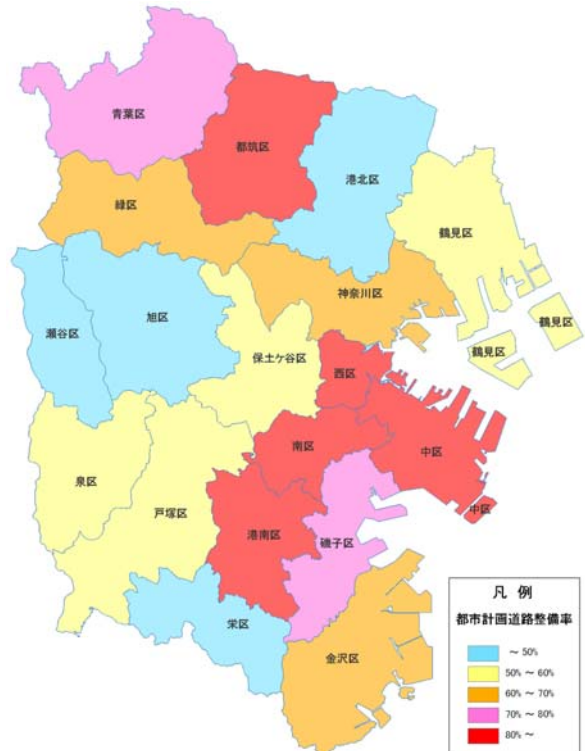 青葉区
都筑区
港北区
緑区
鶴見区
神奈川区
鶴見区
旭区
瀬谷区
鶴見区
保土ケ谷区
西区
南区
中区
泉区
戸塚区
中区
港南区
磯子区
栄区
金沢区
凡 例
都市計画道路整備率
～ 50%
50% ～ 60%
60% ～ 70%
70% ～ 80%
80% ～